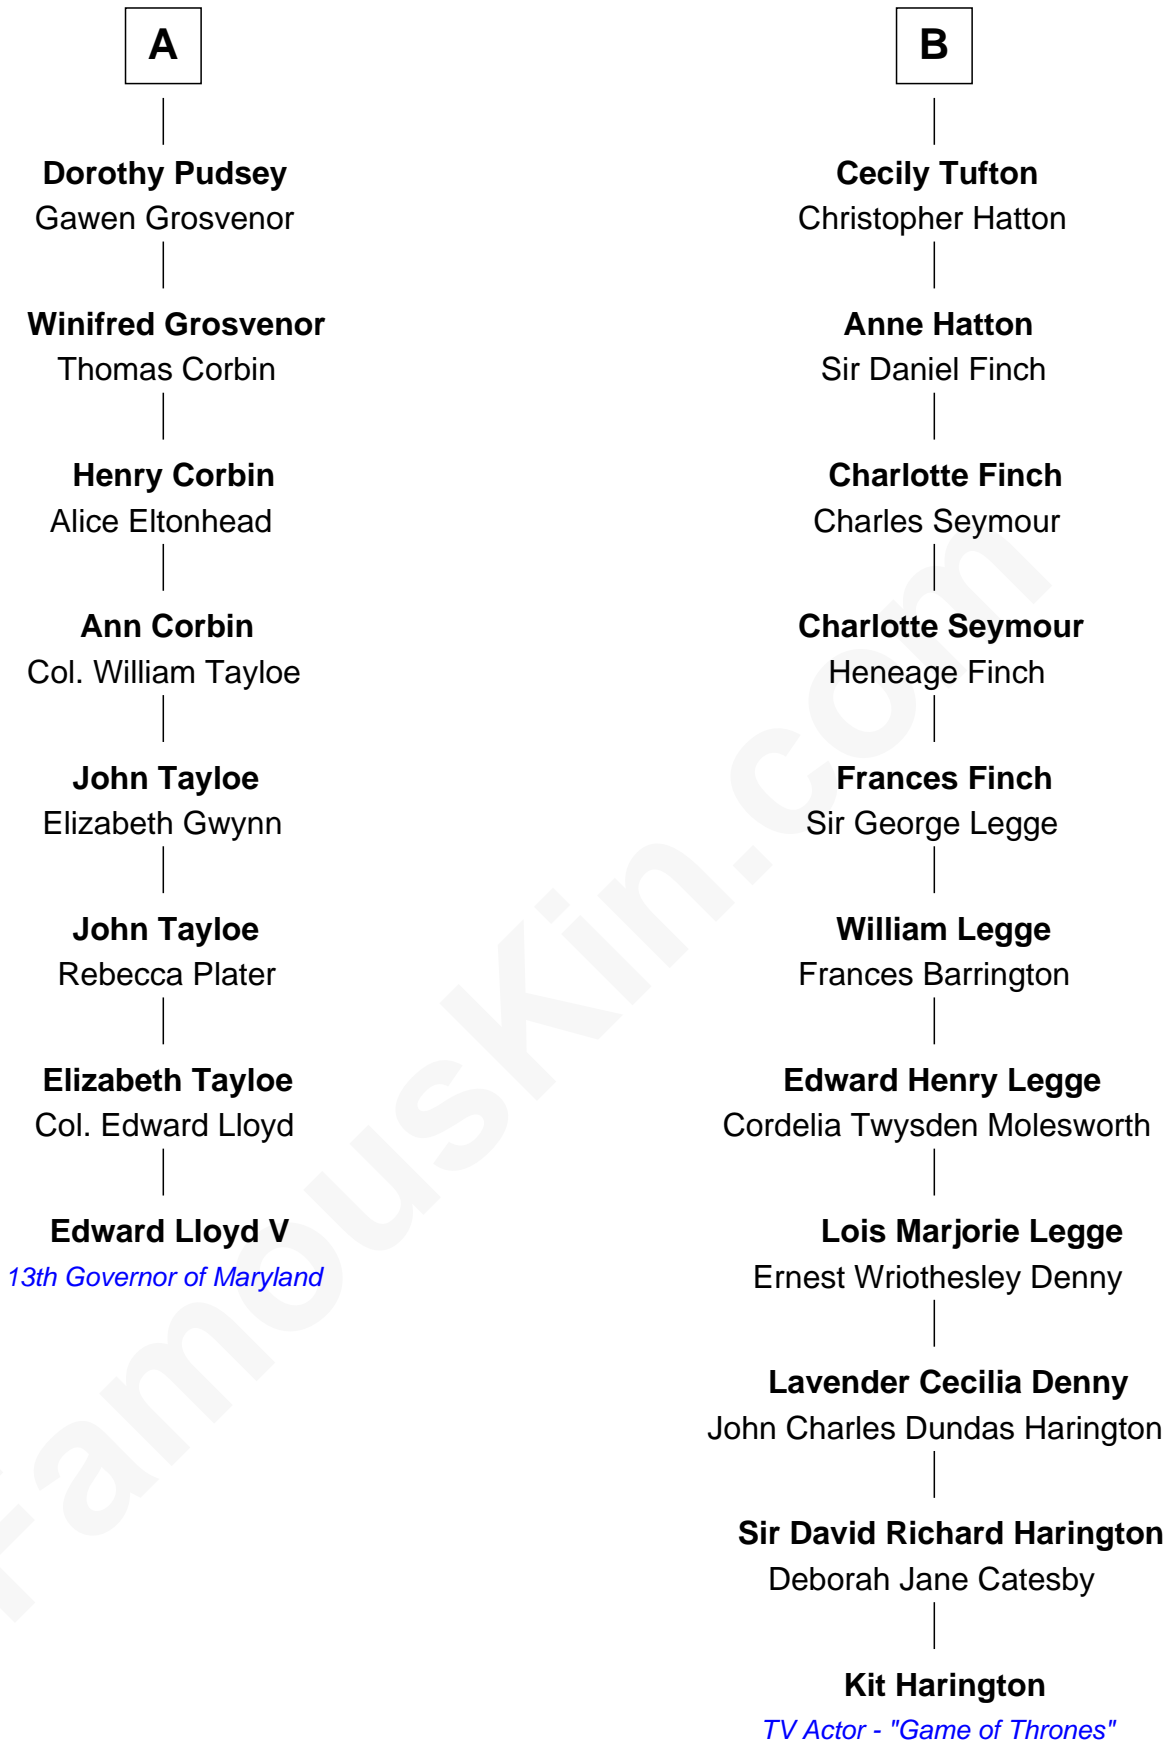 A
Dorothy Pudsey
Gawen Grosvenor
Winifred Grosvenor
Thomas Corbin
Henry Corbin
Alice Eltonhead
Ann Corbin
Col. William Tayloe
John Tayloe
Elizabeth Gwynn
John Tayloe
Rebecca Plater
Elizabeth Tayloe
Col. Edward Lloyd
Edward Lloyd V
13th Governor of Maryland
B
Cecily Tufton
Christopher Hatton
Anne Hatton
Sir Daniel Finch
Charlotte Finch
Charles Seymour
Charlotte Seymour
Heneage Finch
Frances Finch
Sir George Legge
William Legge
Frances Barrington
Edward Henry Legge
Cordelia Twysden Molesworth
Lois Marjorie Legge
Ernest Wriothesley Denny
Lavender Cecilia Denny
John Charles Dundas Harington
Sir David Richard Harington
Deborah Jane Catesby
Kit Harington
TV Actor - "Game of Thrones"
FamousKin.com